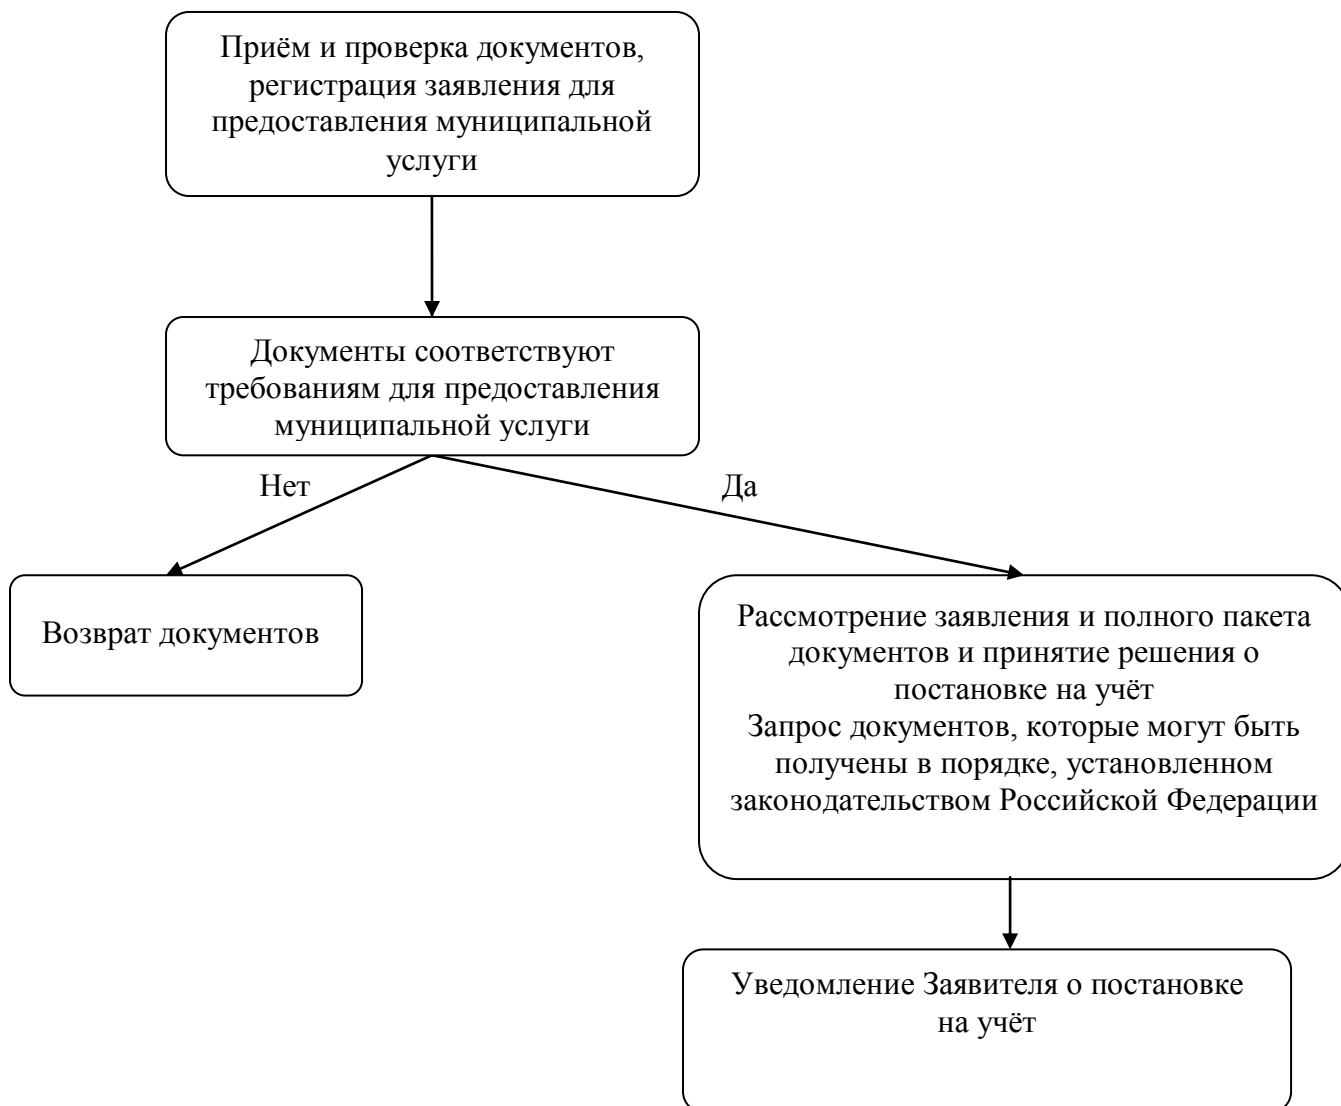 Приём и проверка документов,
регистрация заявления для
предоставления муниципальной
услуги
Документы соответствуют
требованиям для предоставления
муниципальной услуги
Нет
Да
Возврат документов
Рассмотрение заявления и полного пакета
документов и принятие решения о
постановке на учёт
Запрос документов, которые могут быть
получены в порядке, установленном
законодательством Российской Федерации
Уведомление Заявителя о постановке
на учёт